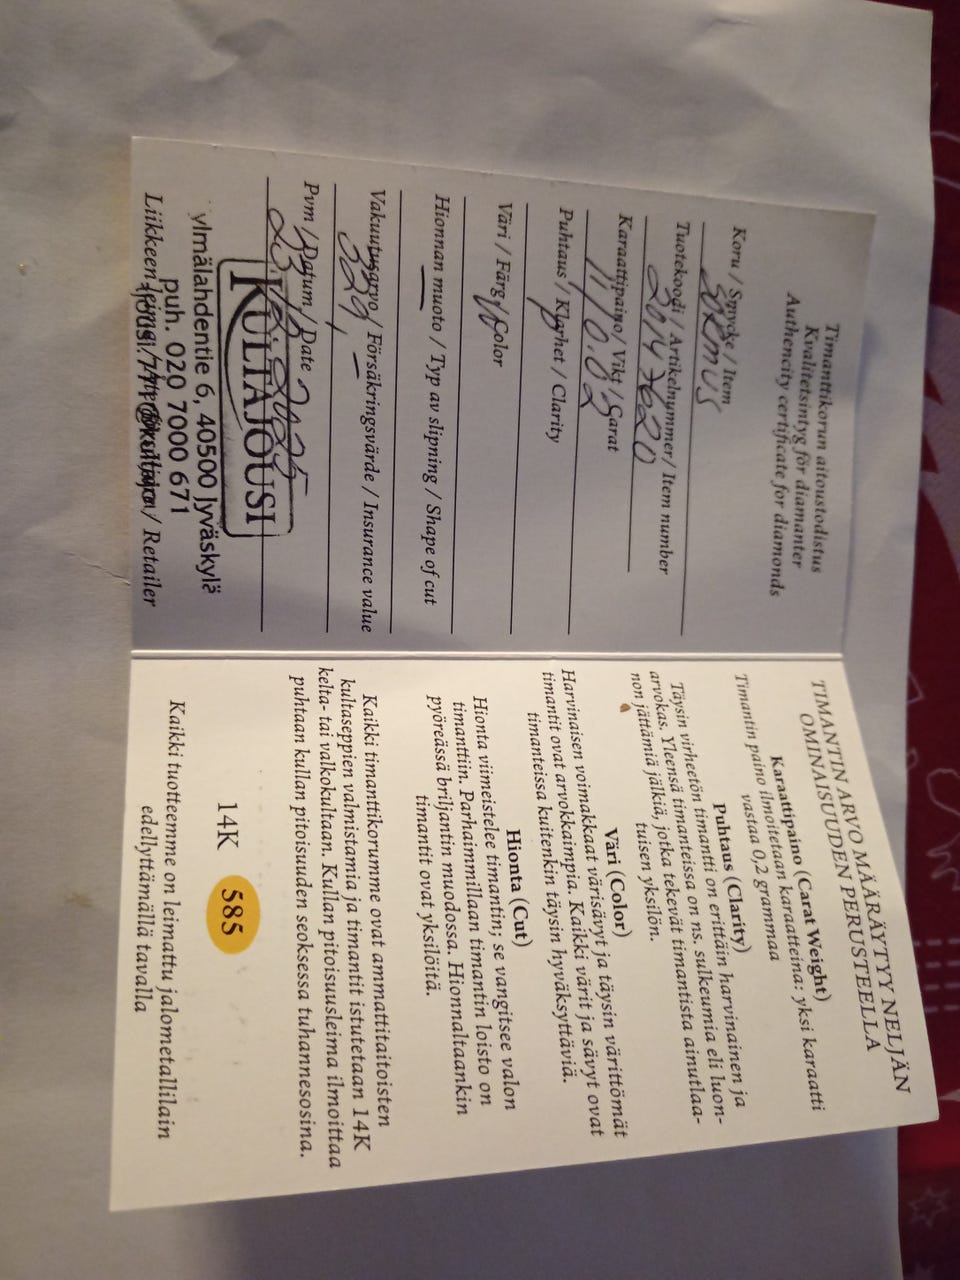 Timanttikorun aitoustodistus
Kvalitetsintyg för diamanter
Authencity certificate for diamonds
Koru / Smycke / Item
SORMUS
Tuotekoodi / Artikelnummer / Item number
Karaattipaino / Vikt / Carat
1/0.02
Puhtaus / Klarhet / Clarity
Väri / Färg / Color
Hionnan muoto / Typ av slipning / Shape of cut
Vakuutusarvo / Försäkringsvärde / Insurance value
329,-
Pvm / Datum / Date
KULTAJOUSI
ylmälahdentie 6, 40500 Jyväskylä
puh. 020 7000 671
Liikkeen / Retailer
TIMANTIN ARVO MÄÄRÄYTYY NELJÄN
OMINAISUUDEN PERUSTEELLA
Karaattipaino (Carat Weight)
Timantin paino ilmoitetaan karaatteina: yksi karaatti
vastaa 0,2 grammaa
Puhtaus (Clarity)
Täysin virheetön timantti on erittäin harvinainen ja
arvokas. Yleensä timanteissa on ns. sulkeumia eli luon-
non jättämiä jälkiä, jotka tekevät timantista ainutlaa-
tuisen yksilön.
Väri (Color)
Harvinaisen voimakkaat värisävyt ja täysin värittömät
timantit ovat arvokkaimpia. Kaikki värit ja sävyt ovat
timanteissa kuitenkin täysin hyväksyttäviä.
Hionta (Cut)
Hionta viimeistelee timantin; se vangitsee valon
timanttiin. Parhaimmillaan timantin loisto on
pyöreässä briljantin muodossa. Hionnaltaankin
timantit ovat yksilöitä.
Kaikki timanttikorumme ovat ammattitaitoisten
kultaseppien valmistamia ja timantit istutetaan 14K
kelta- tai valkokultaan. Kullan pitoisuusleima ilmoittaa
puhtaan kullan pitoisuuden seoksessa tuhannesosina.
14K 585
Kaikki tuotteemme on leimattu jalometallilain
edellyttämällä tavalla